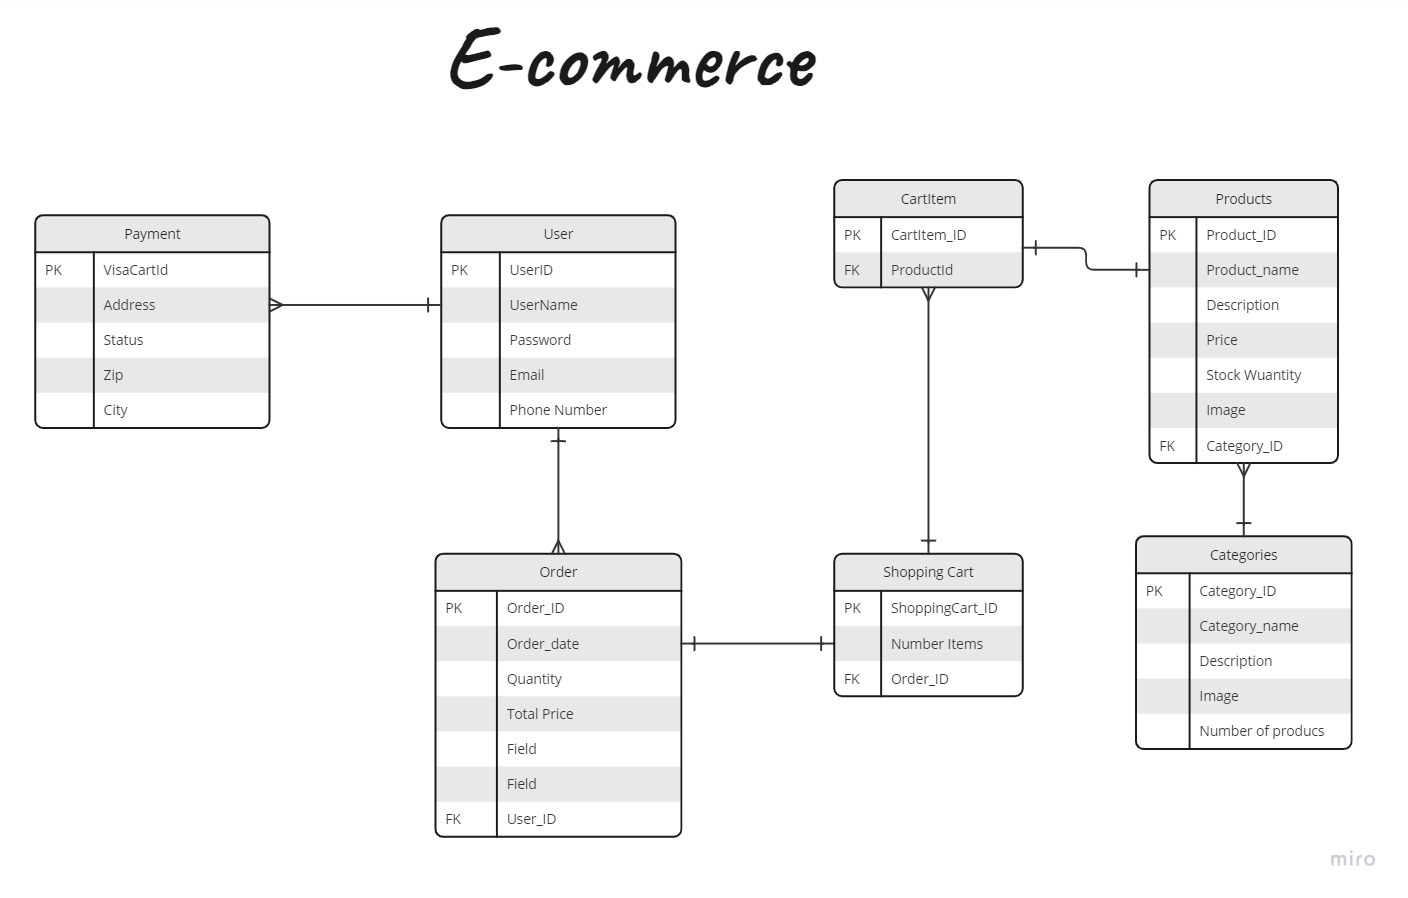 E-commerce
Payment
PK VisaCartId
Address
Status
Zip
City
User
PK UserID
UserName
Password
Email
Phone Number
CartItem
PK CartItem_ID
FK ProductId
Products
PK Product_ID
Product_name
Description
Price
Stock Wuantity
Image
FK Category_ID
Order
PK Order_ID
Order_date
Quantity
Total Price
Field
Field
FK User_ID
Shopping Cart
PK ShoppingCart_ID
Number Items
FK Order_ID
Categories
PK Category_ID
Category_name
Description
Image
Number of producs
miro